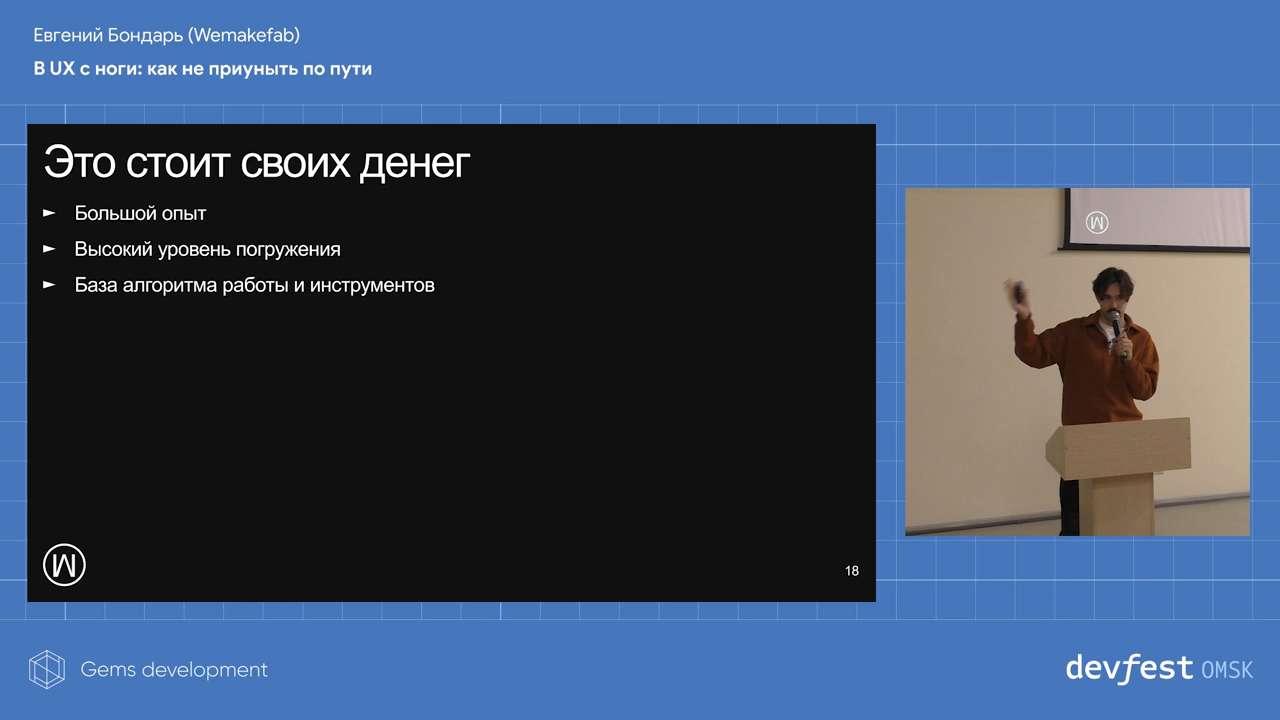 Евгений Бондарь (Wemakefab)
В UX с ноги: как не приуныть по пути
Это стоит своих денег
► Большой опыт
► Высокий уровень погружения
► База алгоритма работы и инструментов
18
Gems development
devfest OMSK